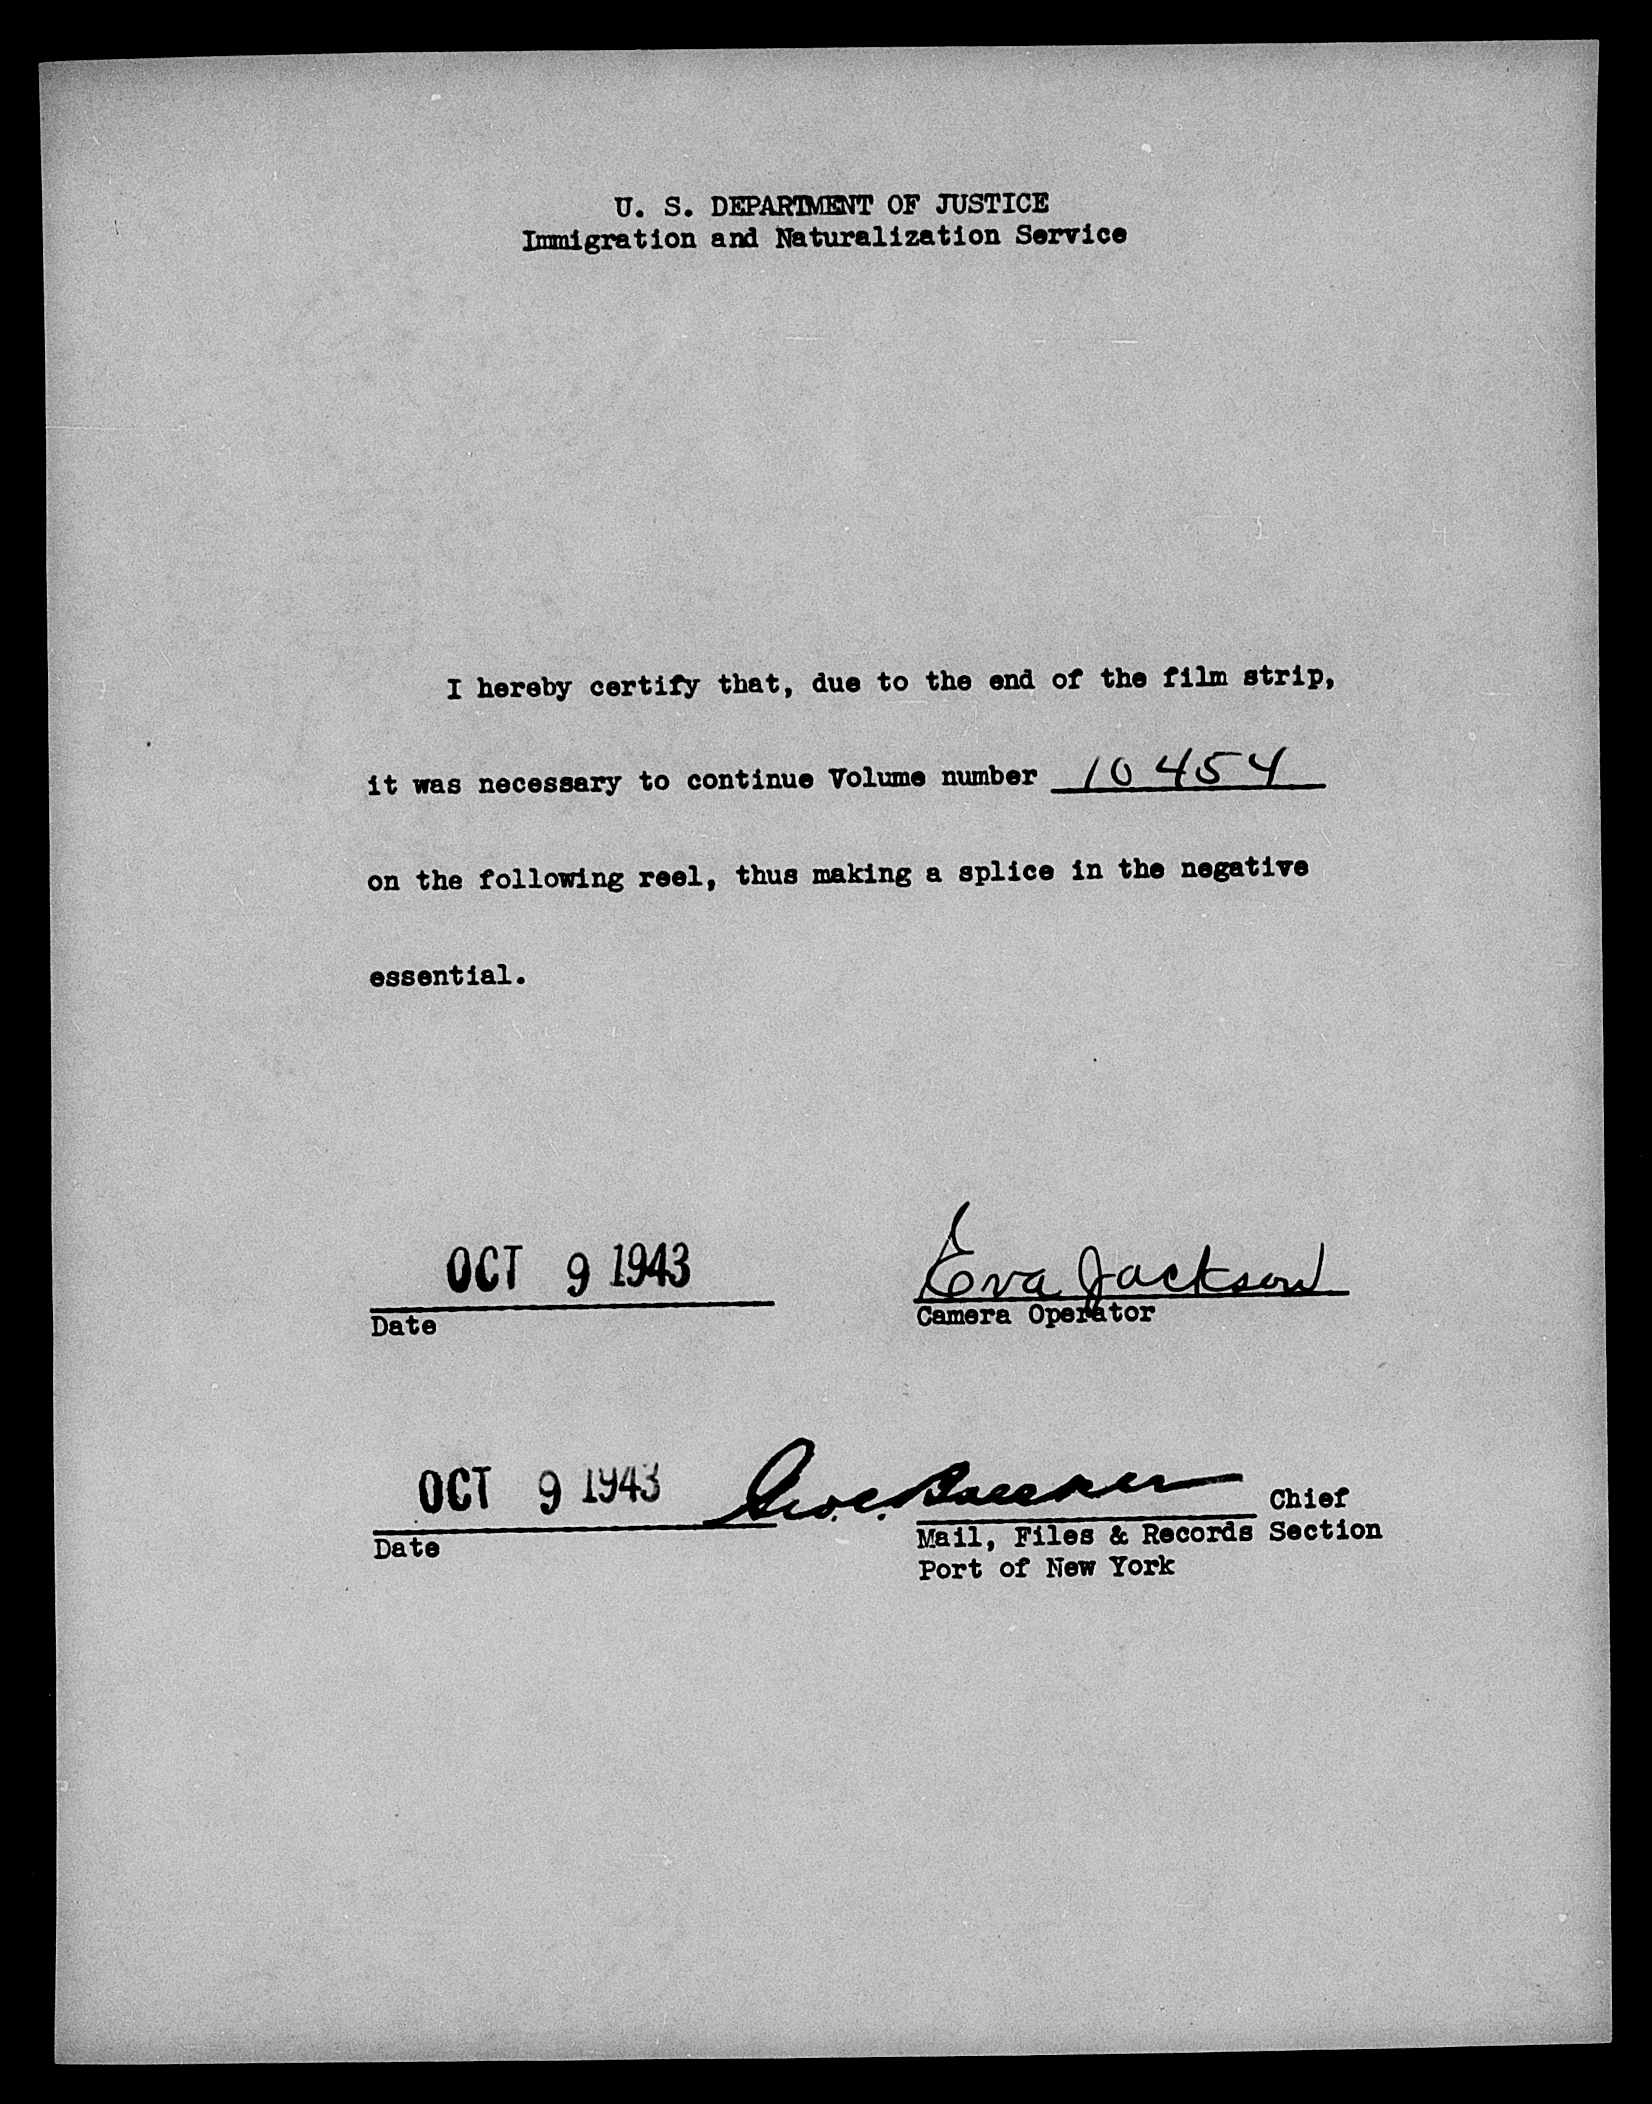 U. S. DEPARTMENT OF JUSTICE
Immigration and Naturalization Service
I hereby certify that, due to the end of the film strip,
it was necessary to continue Volume number 10454
on the following reel, thus making a splice in the negative
essential.
OCT 9 1943
Eva Jackson
Date
Camera Operator
OCT 9 1943
Chief
Date
Mail, Files & Records Section
Port of New York